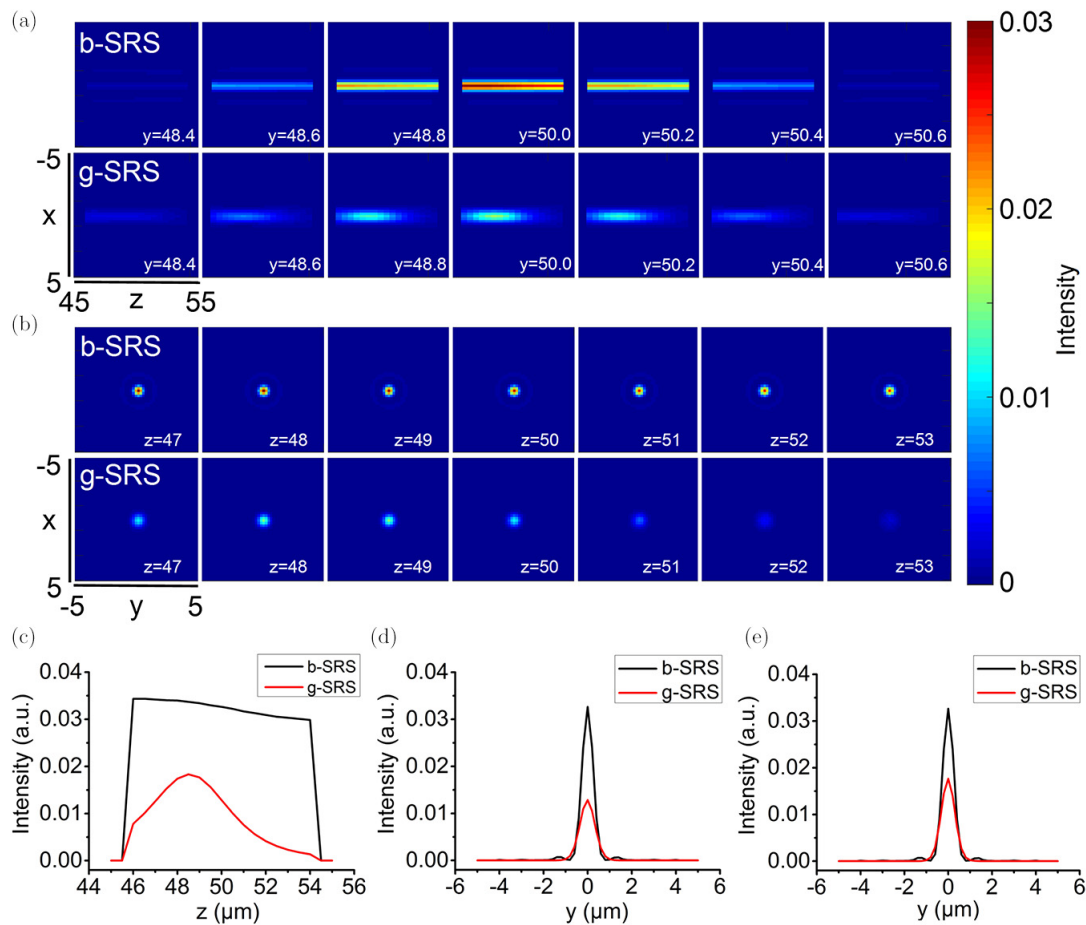 (a)
b-SRS
y=48.4 y=48.6 y=48.8 y=50.0 y=50.2 y=50.4 y=50.6
-5
g-SRS
x
y=48.4 y=48.6 y=48.8 y=50.0 y=50.2 y=50.4 y=50.6
5
45 z 55
(b)
b-SRS
z=47 z=48 z=49 z=50 z=51 z=52 z=53
-5
g-SRS
x
z=47 z=48 z=49 z=50 z=51 z=52 z=53
5
-5 y 5
0.03
0.02
0.01
0
Intensity
(c)
b-SRS
g-SRS
0.04
0.03
0.02
0.01
0.00
Intensity (a.u.)
44 46 48 50 52 54 56
z (μm)
(d)
b-SRS
g-SRS
0.04
0.03
0.02
0.01
0.00
Intensity (a.u.)
-6 -4 -2 0 2 4 6
y (μm)
(e)
b-SRS
g-SRS
0.04
0.03
0.02
0.01
0.00
Intensity (a.u.)
-6 -4 -2 0 2 4 6
y (μm)